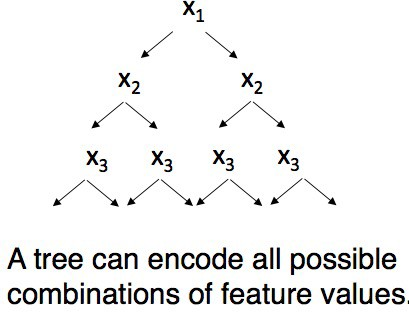 x₁
x₂ x₂
x₃ x₃ x₃ x₃
A tree can encode all possible
combinations of feature values.